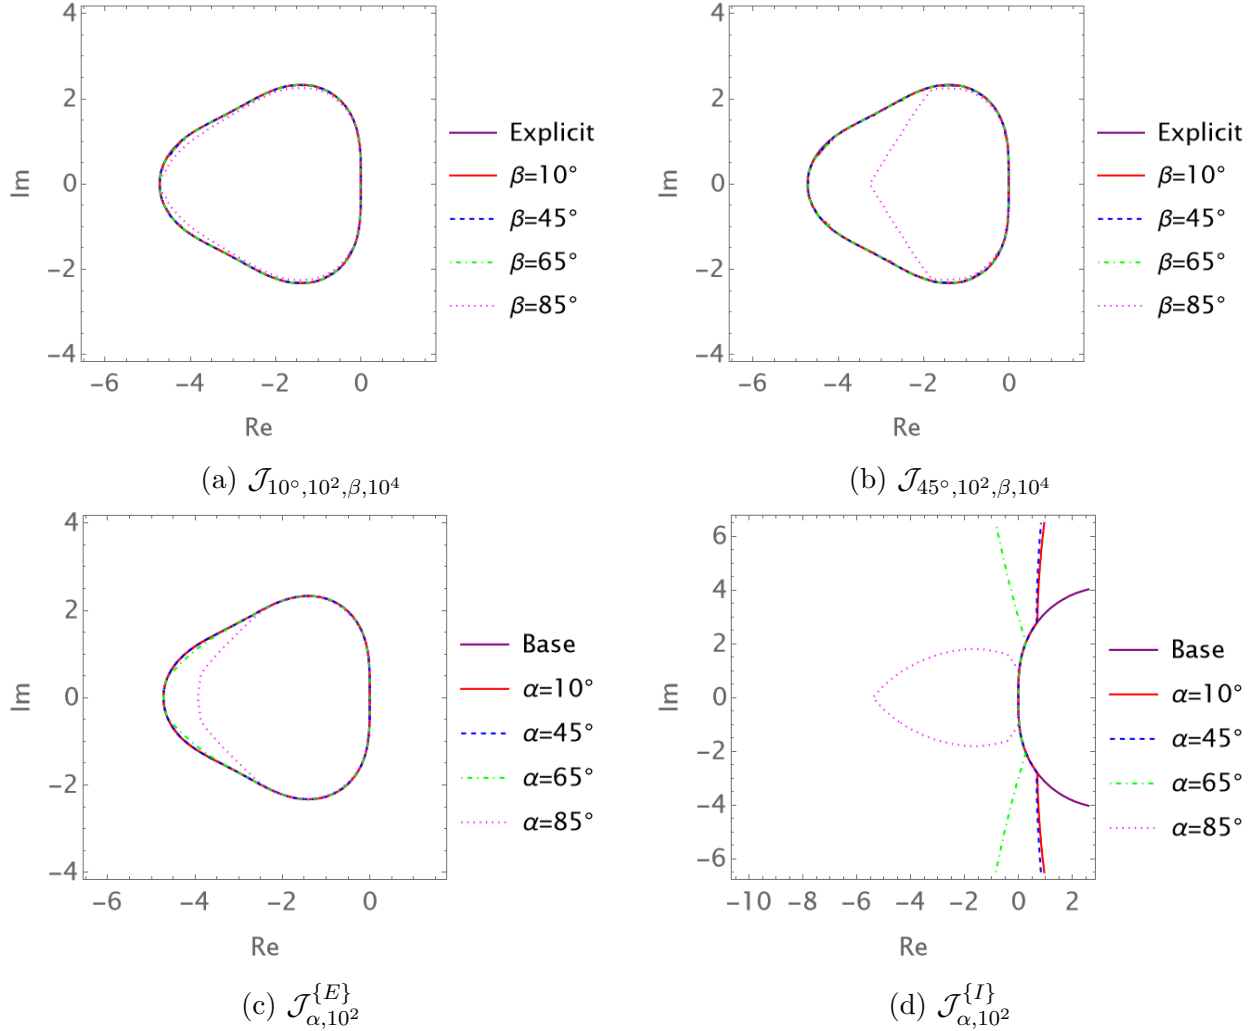 4
2
0
−2
−4
Im
−6 −4 −2 0
Re
Explicit
β=10°
β=45°
β=65°
β=85°
(a) 𝒥10°,10²,β,10⁴
4
2
0
−2
−4
Im
−6 −4 −2 0
Re
Explicit
β=10°
β=45°
β=65°
β=85°
(b) 𝒥45°,10²,β,10⁴
4
2
0
−2
−4
Im
−6 −4 −2 0
Re
Base
α=10°
α=45°
α=65°
α=85°
(c) 𝒥{E}α,10²
6
4
2
0
−2
−4
−6
Im
−10 −8 −6 −4 −2 0 2
Re
Base
α=10°
α=45°
α=65°
α=85°
(d) 𝒥{I}α,10²